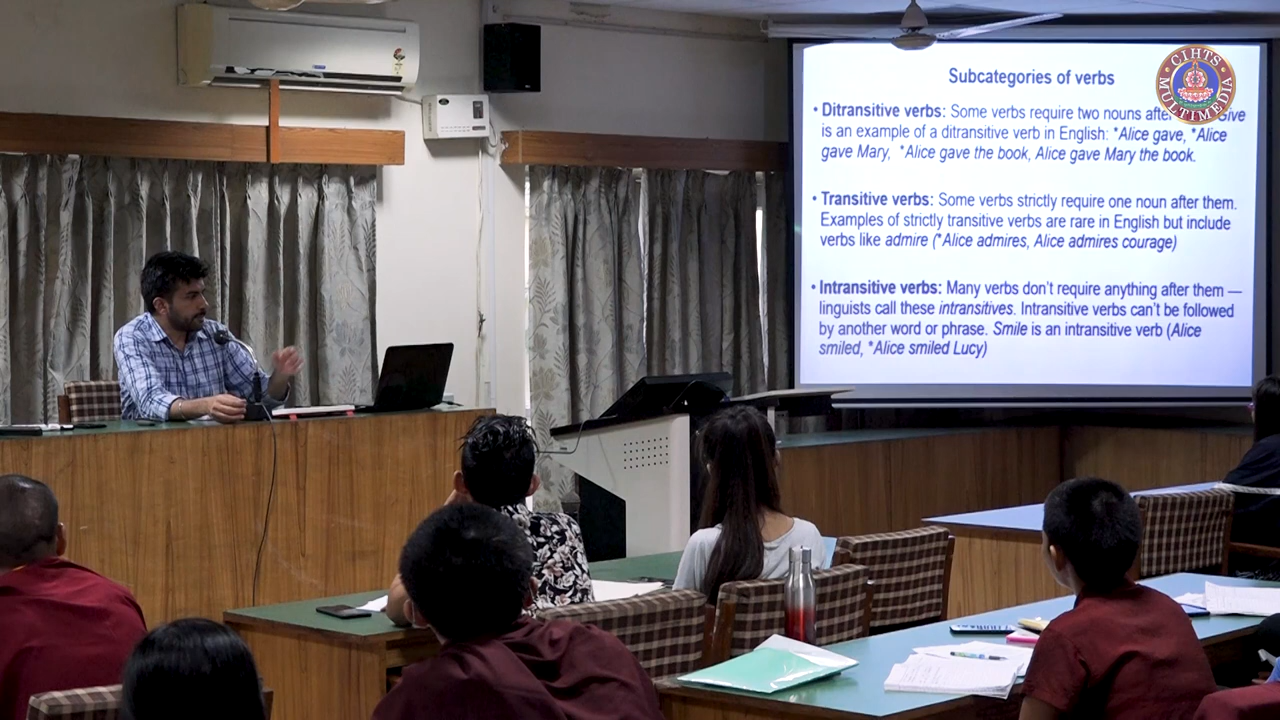 CIHTS
MULTIMEDIA
Subcategories of verbs
• Ditransitive verbs: Some verbs require two nouns after
is an example of a ditransitive verb in English: *Alice gave, *Alice
gave Mary, *Alice gave the book, Alice gave Mary the book.
• Transitive verbs: Some verbs strictly require one noun after them.
Examples of strictly transitive verbs are rare in English but include
verbs like admire (*Alice admires, Alice admires courage)
• Intransitive verbs: Many verbs don't require anything after them —
linguists call these intransitives. Intransitive verbs can't be followed
by another word or phrase. Smile is an intransitive verb (Alice
smiled, *Alice smiled Lucy)